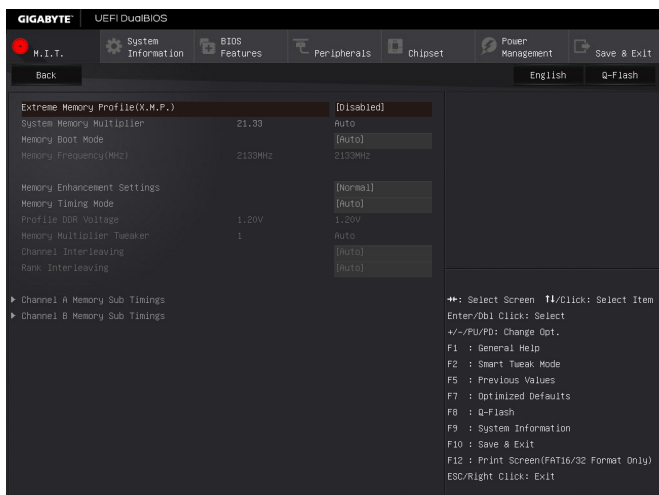 GIGABYTE™ UEFI DualBIOS
M.I.T. System Information BIOS Features Peripherals Chipset Power Management Save & Exit
Back English Q-Flash
Extreme Memory Profile(X.M.P.) [Disabled]
System Memory Multiplier 21.33 Auto
Memory Boot Mode [Auto]
Memory Frequency(MHz) 2133MHz 2133MHz
Memory Enhancement Settings [Normal]
Memory Timing Mode [Auto]
Profile DDR Voltage 1.20V 1.20V
Memory Multiplier Tweaker 1 Auto
Channel Interleaving [Auto]
Rank Interleaving [Auto]
Channel A Memory Sub Timings
Channel B Memory Sub Timings
→←: Select Screen ↑↓/Click: Select Item
Enter/Dbl Click: Select
+/-/PU/PD: Change Opt.
F1 : General Help
F2 : Smart Tweak Mode
F5 : Previous Values
F7 : Optimized Defaults
F8 : Q-Flash
F9 : System Information
F10 : Save & Exit
F12 : Print Screen(FAT16/32 Format Only)
ESC/Right Click: Exit